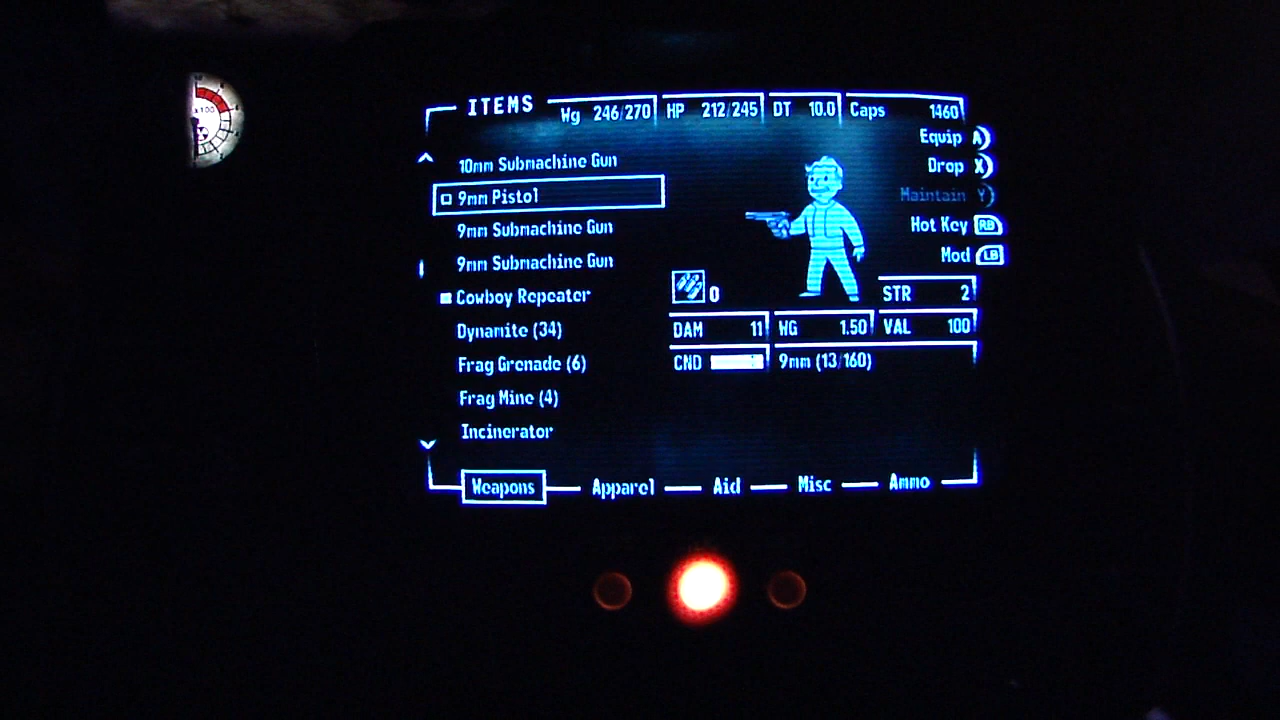 ITEMS Wg 246/270 HP 212/245 DT 10.0 Caps 1460
Equip A)
Drop X)
Maintain Y)
Hot Key RB
Mod LB
10mm Submachine Gun
9mm Pistol
9mm Submachine Gun
9mm Submachine Gun
Cowboy Repeater
Dynamite (34)
Frag Grenade (6)
Frag Mine (4)
Incinerator
0
STR 2
DAM 11 WG 1.50 VAL 100
CND 9mm (13/160)
Weapons Apparel Aid Misc Ammo
x100